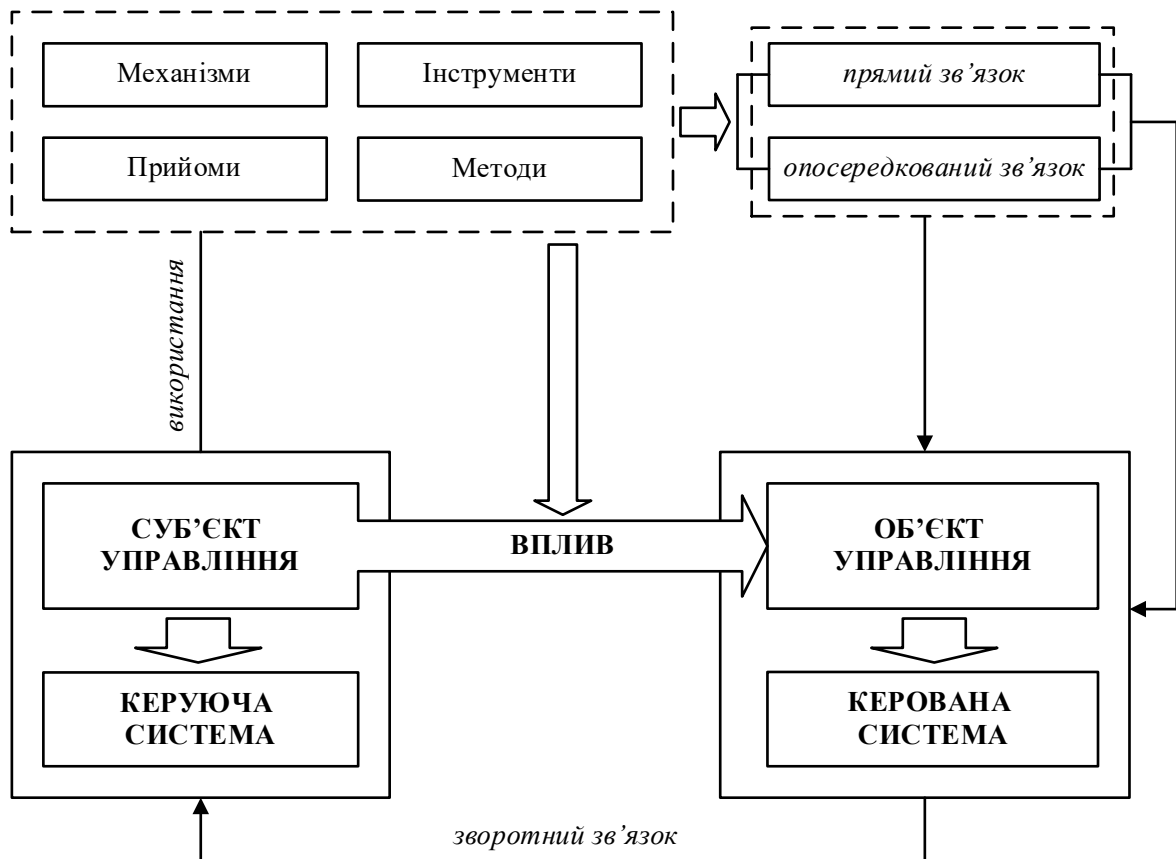 Механізми
Інструменти
прямий зв’язок
Прийоми
Методи
опосередкований зв’язок
використання
СУБ’ЄКТ
УПРАВЛІННЯ
ВПЛИВ
ОБ’ЄКТ
УПРАВЛІННЯ
КЕРУЮЧА
СИСТЕМА
КЕРОВАНА
СИСТЕМА
зворотний зв’язок